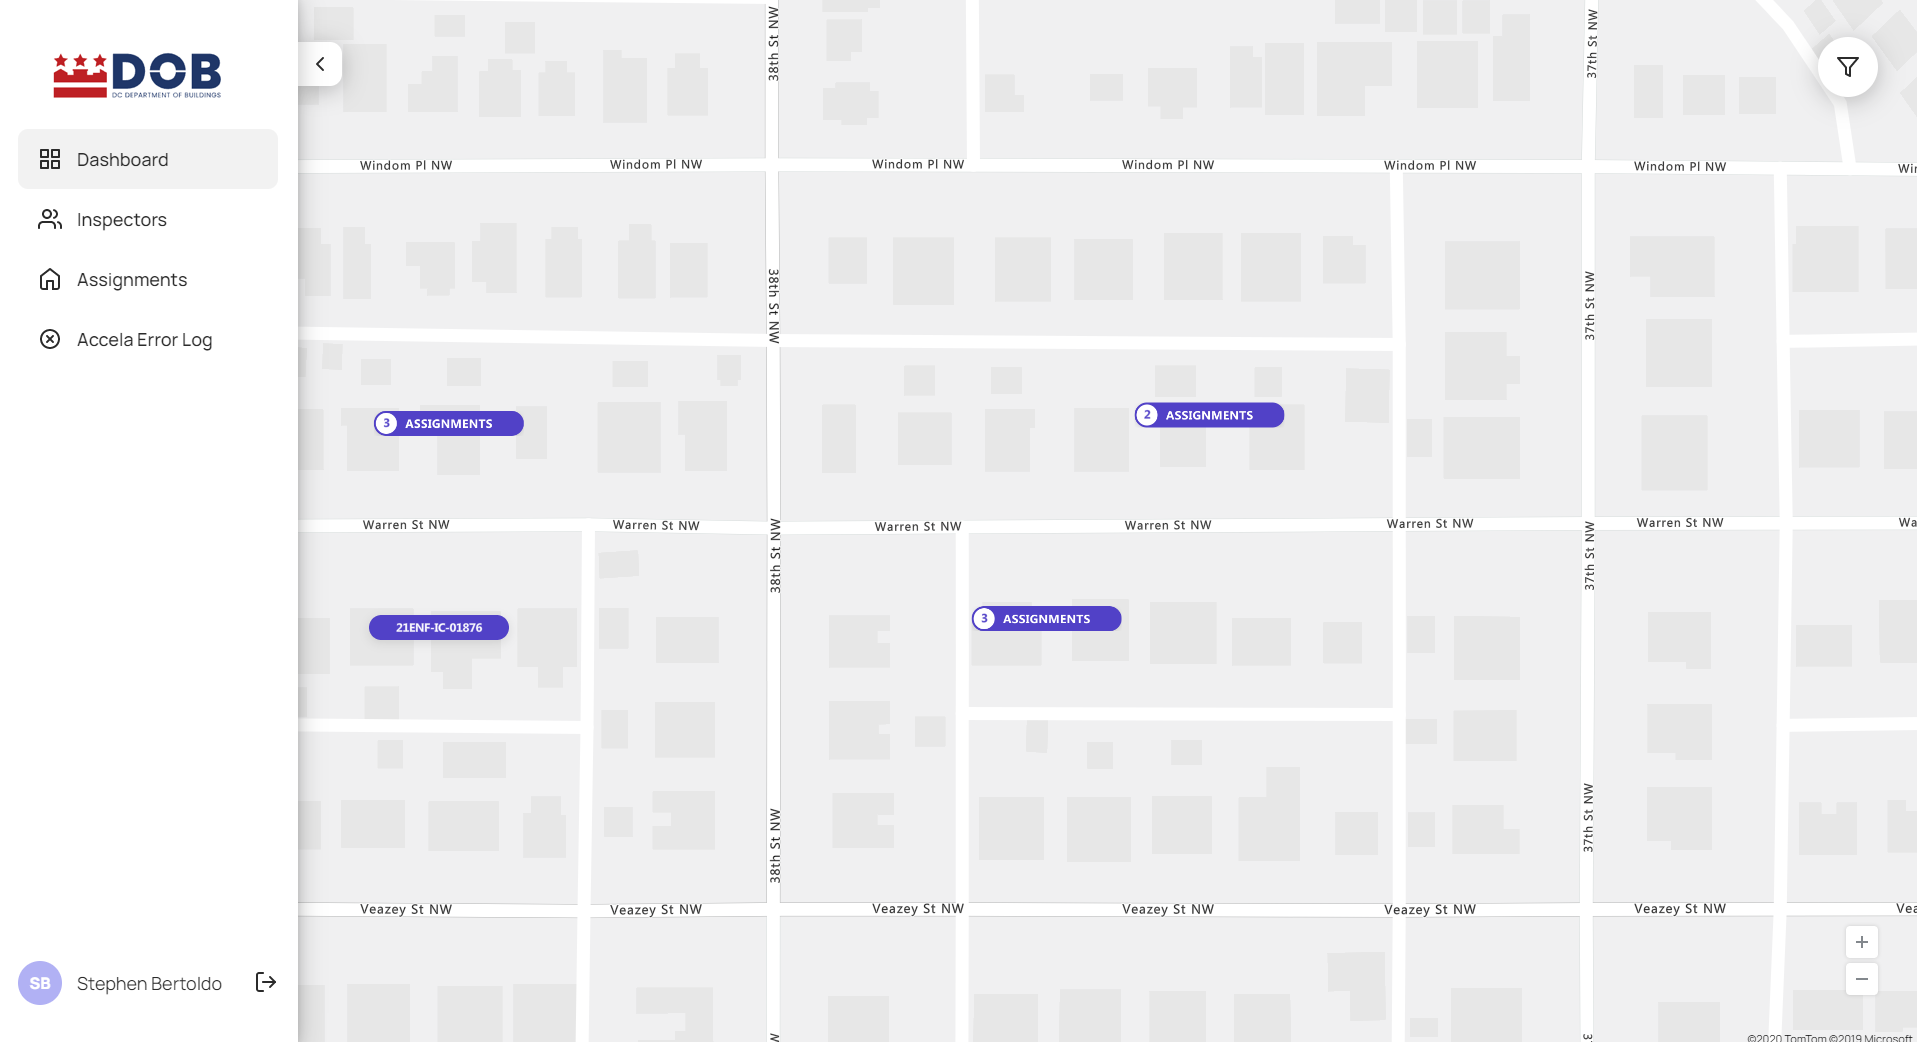 DOB
DC DEPARTMENT OF BUILDINGS
Dashboard
Inspectors
Assignments
Accela Error Log
SB
Stephen Bertoldo
38th St NW
37th St NW
Windom Pl NW
Windom Pl NW
Windom Pl NW
Windom Pl NW
Windom Pl NW
Windom Pl NW
38th St NW
37th St NW
3 ASSIGNMENTS
2 ASSIGNMENTS
Warren St NW
Warren St NW
Warren St NW
Warren St NW
Warren St NW
Warren St NW
38th St NW
37th St NW
21ENF-IC-01876
3 ASSIGNMENTS
38th St NW
37th St NW
Veazey St NW
Veazey St NW
Veazey St NW
Veazey St NW
Veazey St NW
Veazey St NW
+
−
©2020 TomTom ©2019 Microsoft